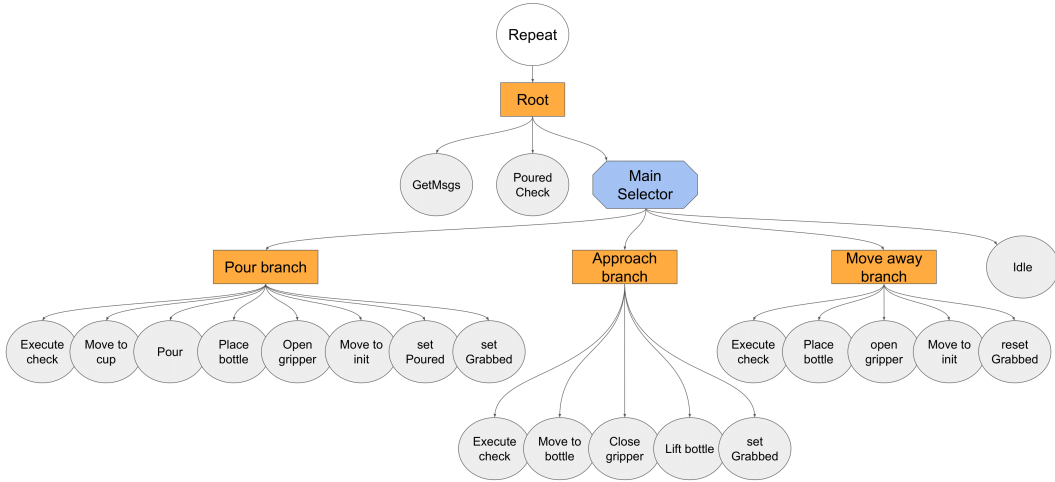 Repeat
Root
GetMsgs
Poured
Check
Main
Selector
Pour branch
Approach
branch
Move away
branch
Idle
Execute
check
Move to
cup
Pour
Place
bottle
Open
gripper
Move to
init
set
Poured
set
Grabbed
Execute
check
Place
bottle
open
gripper
Move to
init
reset
Grabbed
Execute
check
Move to
bottle
Close
gripper
Lift bottle
set
Grabbed